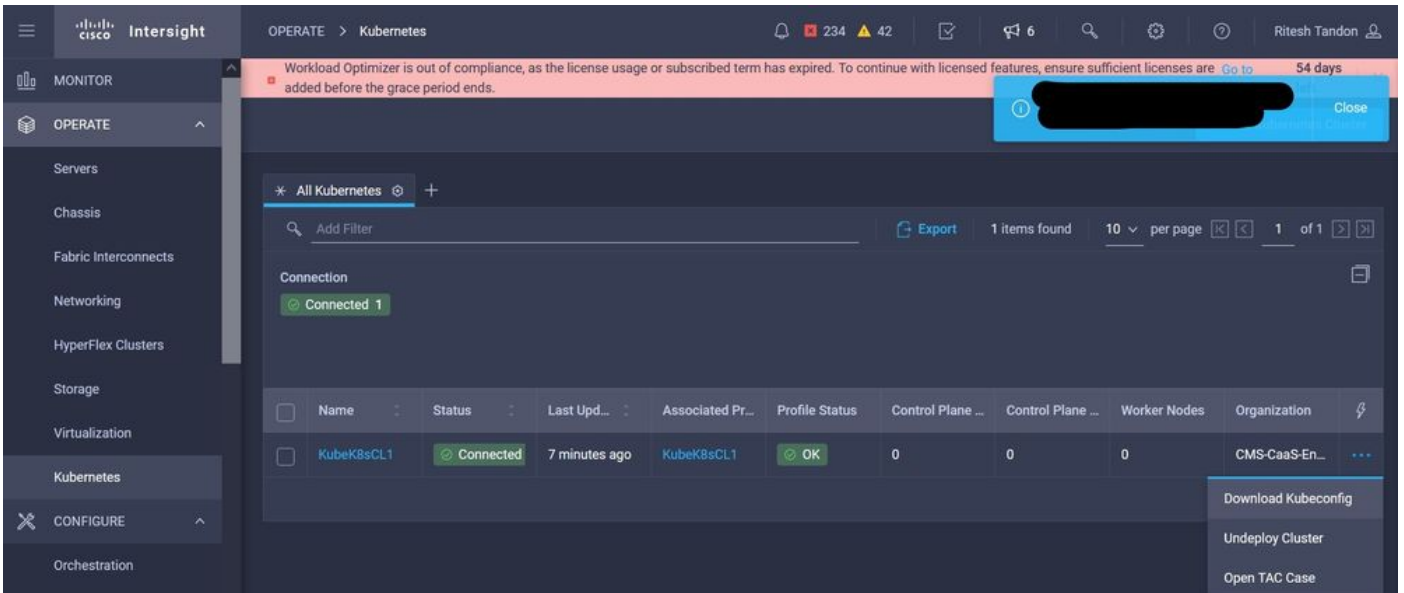 cisco Intersight
OPERATE > Kubernetes
234 42
6
Ritesh Tandon
MONITOR
OPERATE
Servers
Chassis
Fabric Interconnects
Networking
HyperFlex Clusters
Storage
Virtualization
Kubernetes
CONFIGURE
Orchestration
Workload Optimizer is out of compliance, as the license usage or subscribed term has expired. To continue with licensed features, ensure sufficient licenses are
added before the grace period ends.
Go to
54 days
Close
All Kubernetes
Add Filter
Export 1 items found 10 per page 1 of 1
Connection
Connected 1
Name Status Last Upd... Associated Pr... Profile Status Control Plane ... Control Plane ... Worker Nodes Organization
KubeK8sCL1 Connected 7 minutes ago KubeK8sCL1 OK 0 0 0 CMS-CaaS-En... ...
Download Kubeconfig
Undeploy Cluster
Open TAC Case